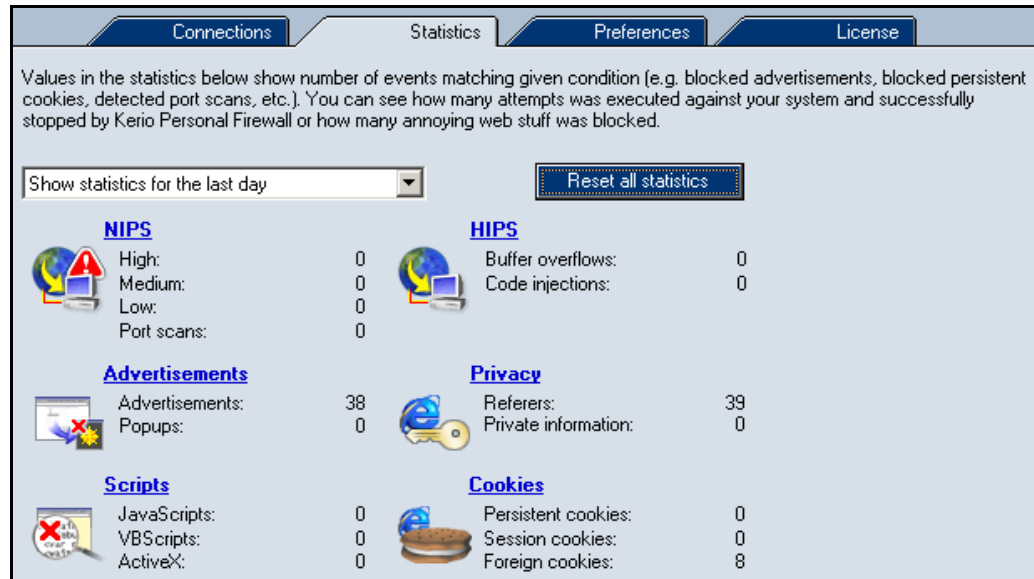 Connections Statistics Preferences License
Values in the statistics below show number of events matching given condition (e.g. blocked advertisements, blocked persistent
cookies, detected port scans, etc.). You can see how many attempts was executed against your system and successfully
stopped by Kerio Personal Firewall or how many annoying web stuff was blocked.
Show statistics for the last day Reset all statistics
NIPS HIPS
High: 0 Buffer overflows: 0
Medium: 0 Code injections: 0
Low: 0
Port scans: 0
Advertisements Privacy
Advertisements: 38 Referers: 39
Popups: 0 Private information: 0
Scripts Cookies
JavaScripts: 0 Persistent cookies: 0
VBScripts: 0 Session cookies: 0
ActiveX: 0 Foreign cookies: 8